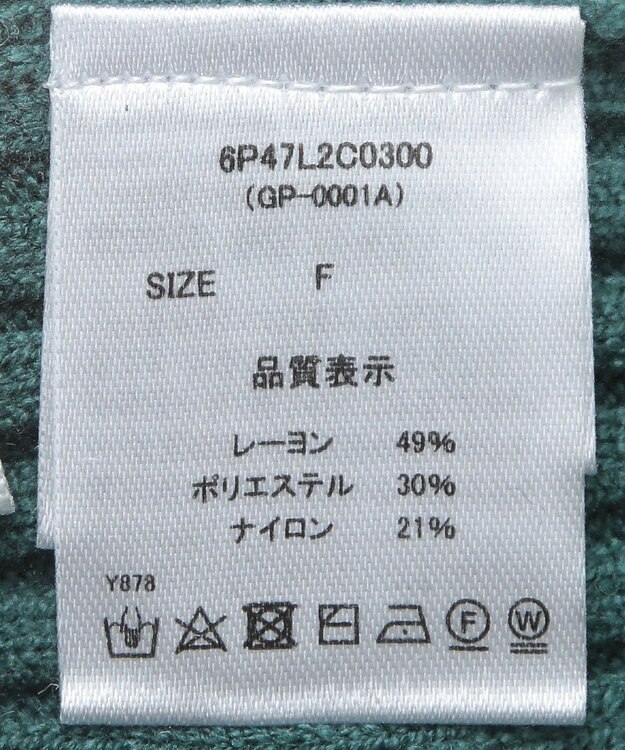 6P47L2C0300
(GP-0001A)
SIZE F
品質表示
レーヨン 49%
ポリエステル 30%
ナイロン 21%
Y878
F W